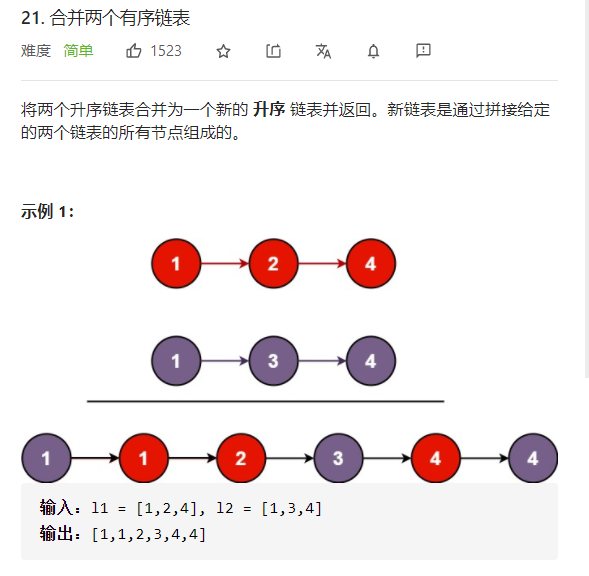 21. 合并两个有序链表
难度 简单 1523
将两个升序链表合并为一个新的 升序 链表并返回。新链表是通过拼接给定
的两个链表的所有节点组成的。
示例 1：
1 2 4
1 3 4
1 1 2 3 4 4
输入：l1 = [1,2,4], l2 = [1,3,4]
输出：[1,1,2,3,4,4]